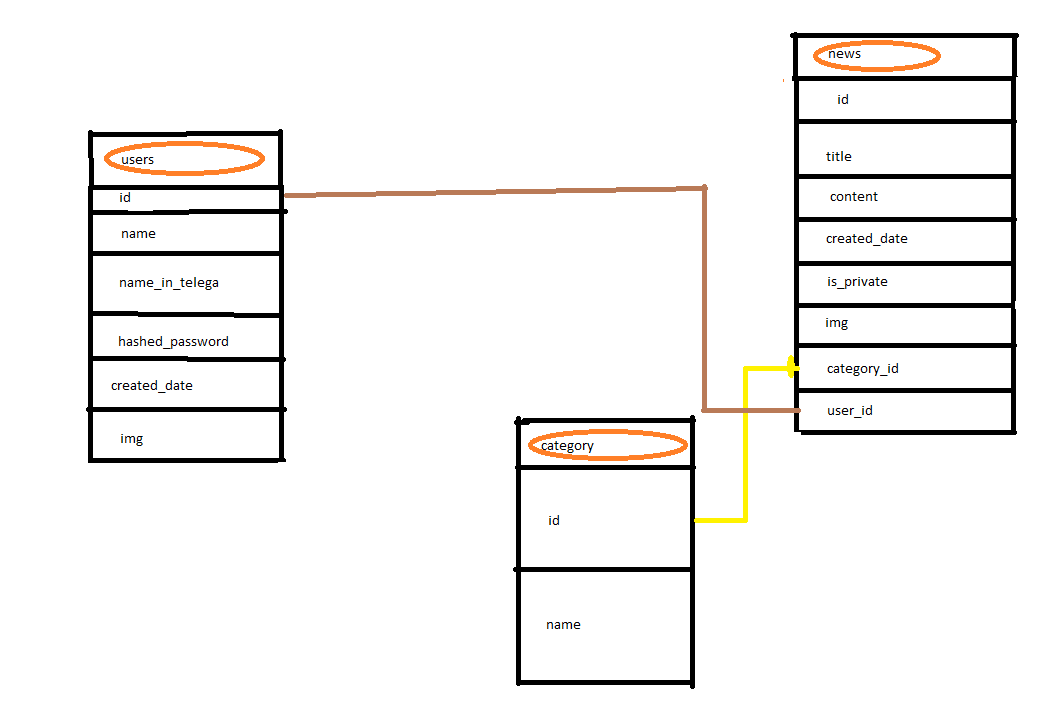 users
id
name
name_in_telega
hashed_password
created_date
img
category
id
name
news
id
title
content
created_date
is_private
img
category_id
user_id